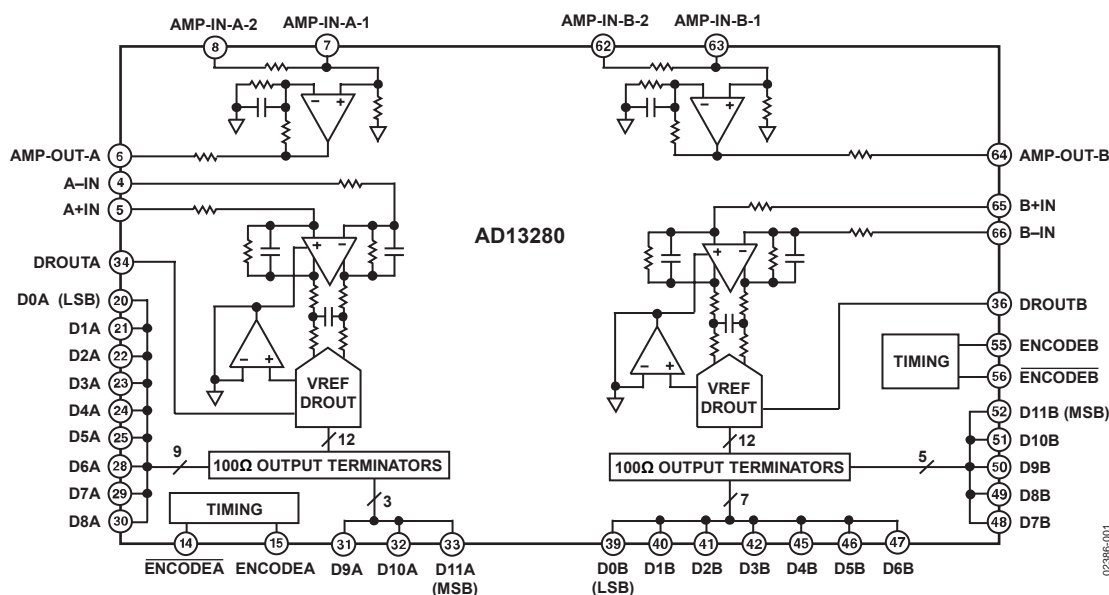 AMP-IN-A-2
AMP-IN-A-1
AMP-IN-B-2
AMP-IN-B-1
8
7
62
63
− +
− +
AMP-OUT-A 6
64 AMP-OUT-B
A–IN 4
A+IN 5
65 B+IN
66 B–IN
AD13280
+ −
+ −
DROUTA 34
36 DROUTB
− +
− +
VREF
DROUT
VREF
DROUT
D0A (LSB) 20
D1A 21
D2A 22
D3A 23
D4A 24
D5A 25
D6A 28
D7A 29
D8A 30
TIMING
55 ENCODEB
56 ENCODEB
52 D11B (MSB)
51 D10B
50 D9B
49 D8B
48 D7B
12
12
9
100Ω OUTPUT TERMINATORS
100Ω OUTPUT TERMINATORS
5
3
7
TIMING
14
15
31
32
33
39
40
41
42
45
46
47
ENCODEA
ENCODEA
D9A
D10A
D11A
(MSB)
D0B
(LSB)
D1B
D2B
D3B
D4B
D5B
D6B
02386-001